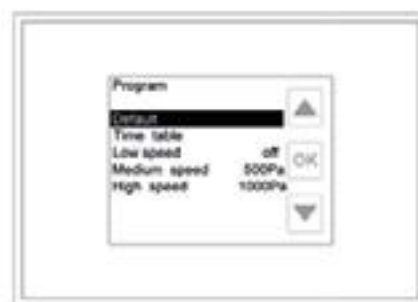 Program
Default
Time table
Low speed off
OK
Medium speed 500Pa
High speed 1000Pa